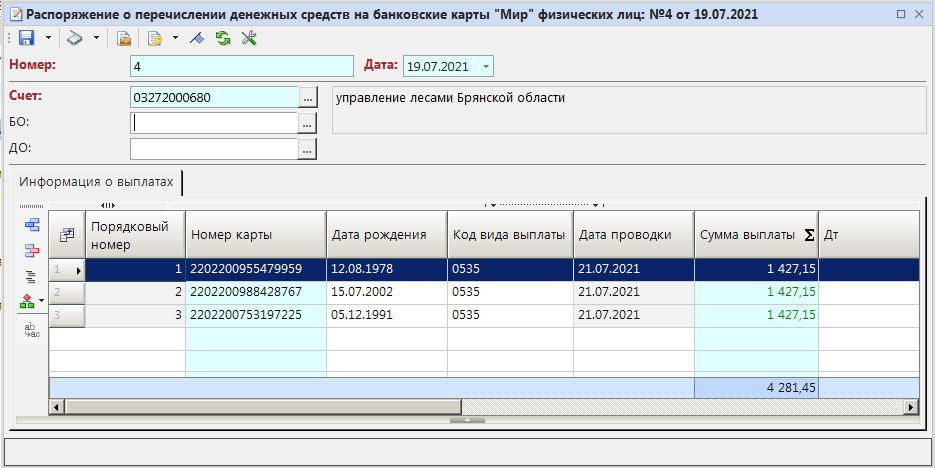 Распоряжение о перечислении денежных средств на банковские карты "Мир" физических лиц: №4 от 19.07.2021
Номер: 4 Дата: 19.07.2021
Счет: 03272000680 ... управление лесами Брянской области
БО: ...
ДО: ...
Информация о выплатах
Порядковый номер Номер карты Дата рождения Код вида выплаты Дата проводки Сумма выплаты Σ Дт
1 1 2202200955479959 12.08.1978 0535 21.07.2021 1 427,15
2 2 2202200988428767 15.07.2002 0535 21.07.2021 1 427,15
3 3 2202200753197225 05.12.1991 0535 21.07.2021 1 427,15
ab
ac
4 281,45